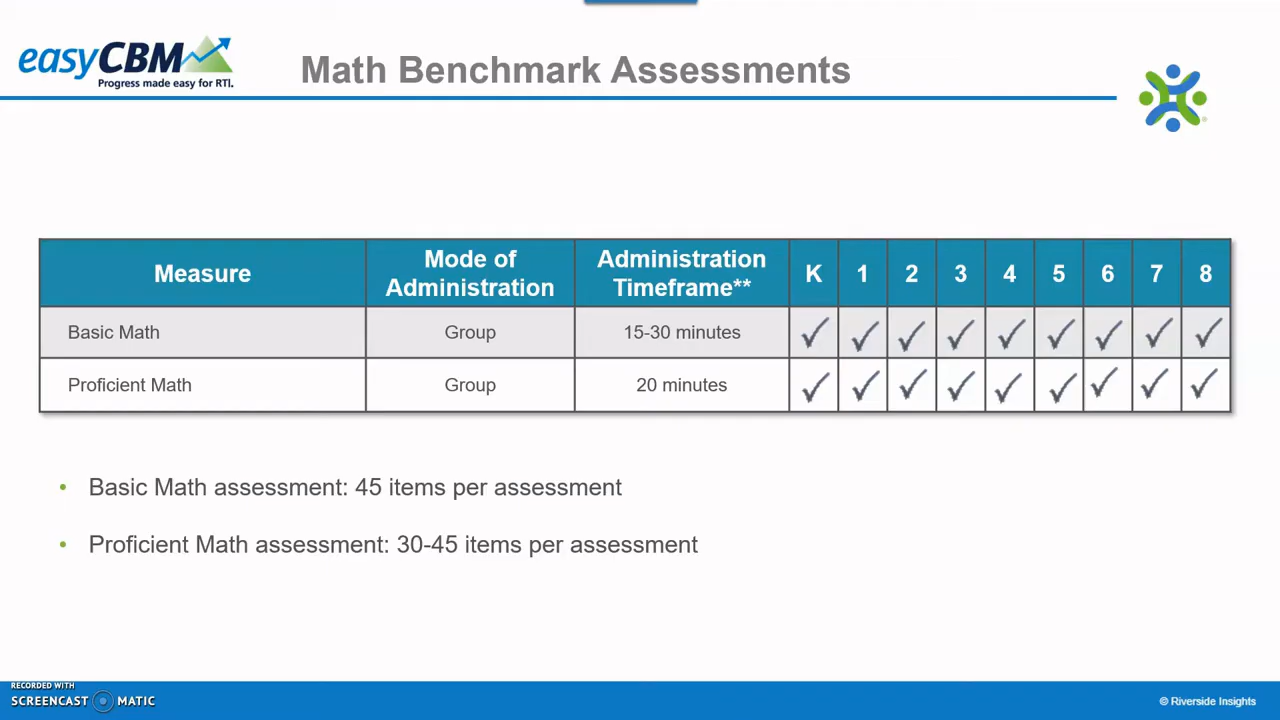 easyCBM
Progress made easy for RTI.
Math Benchmark Assessments
Measure
Mode of
Administration
Administration
Timeframe**
K 1 2 3 4 5 6 7 8
Basic Math Group 15-30 minutes ✓ ✓ ✓ ✓ ✓ ✓ ✓ ✓ ✓
Proficient Math Group 20 minutes ✓ ✓ ✓ ✓ ✓ ✓ ✓ ✓ ✓
• Basic Math assessment: 45 items per assessment
• Proficient Math assessment: 30-45 items per assessment
RECORDED WITH
SCREENCAST MATIC
© Riverside Insights